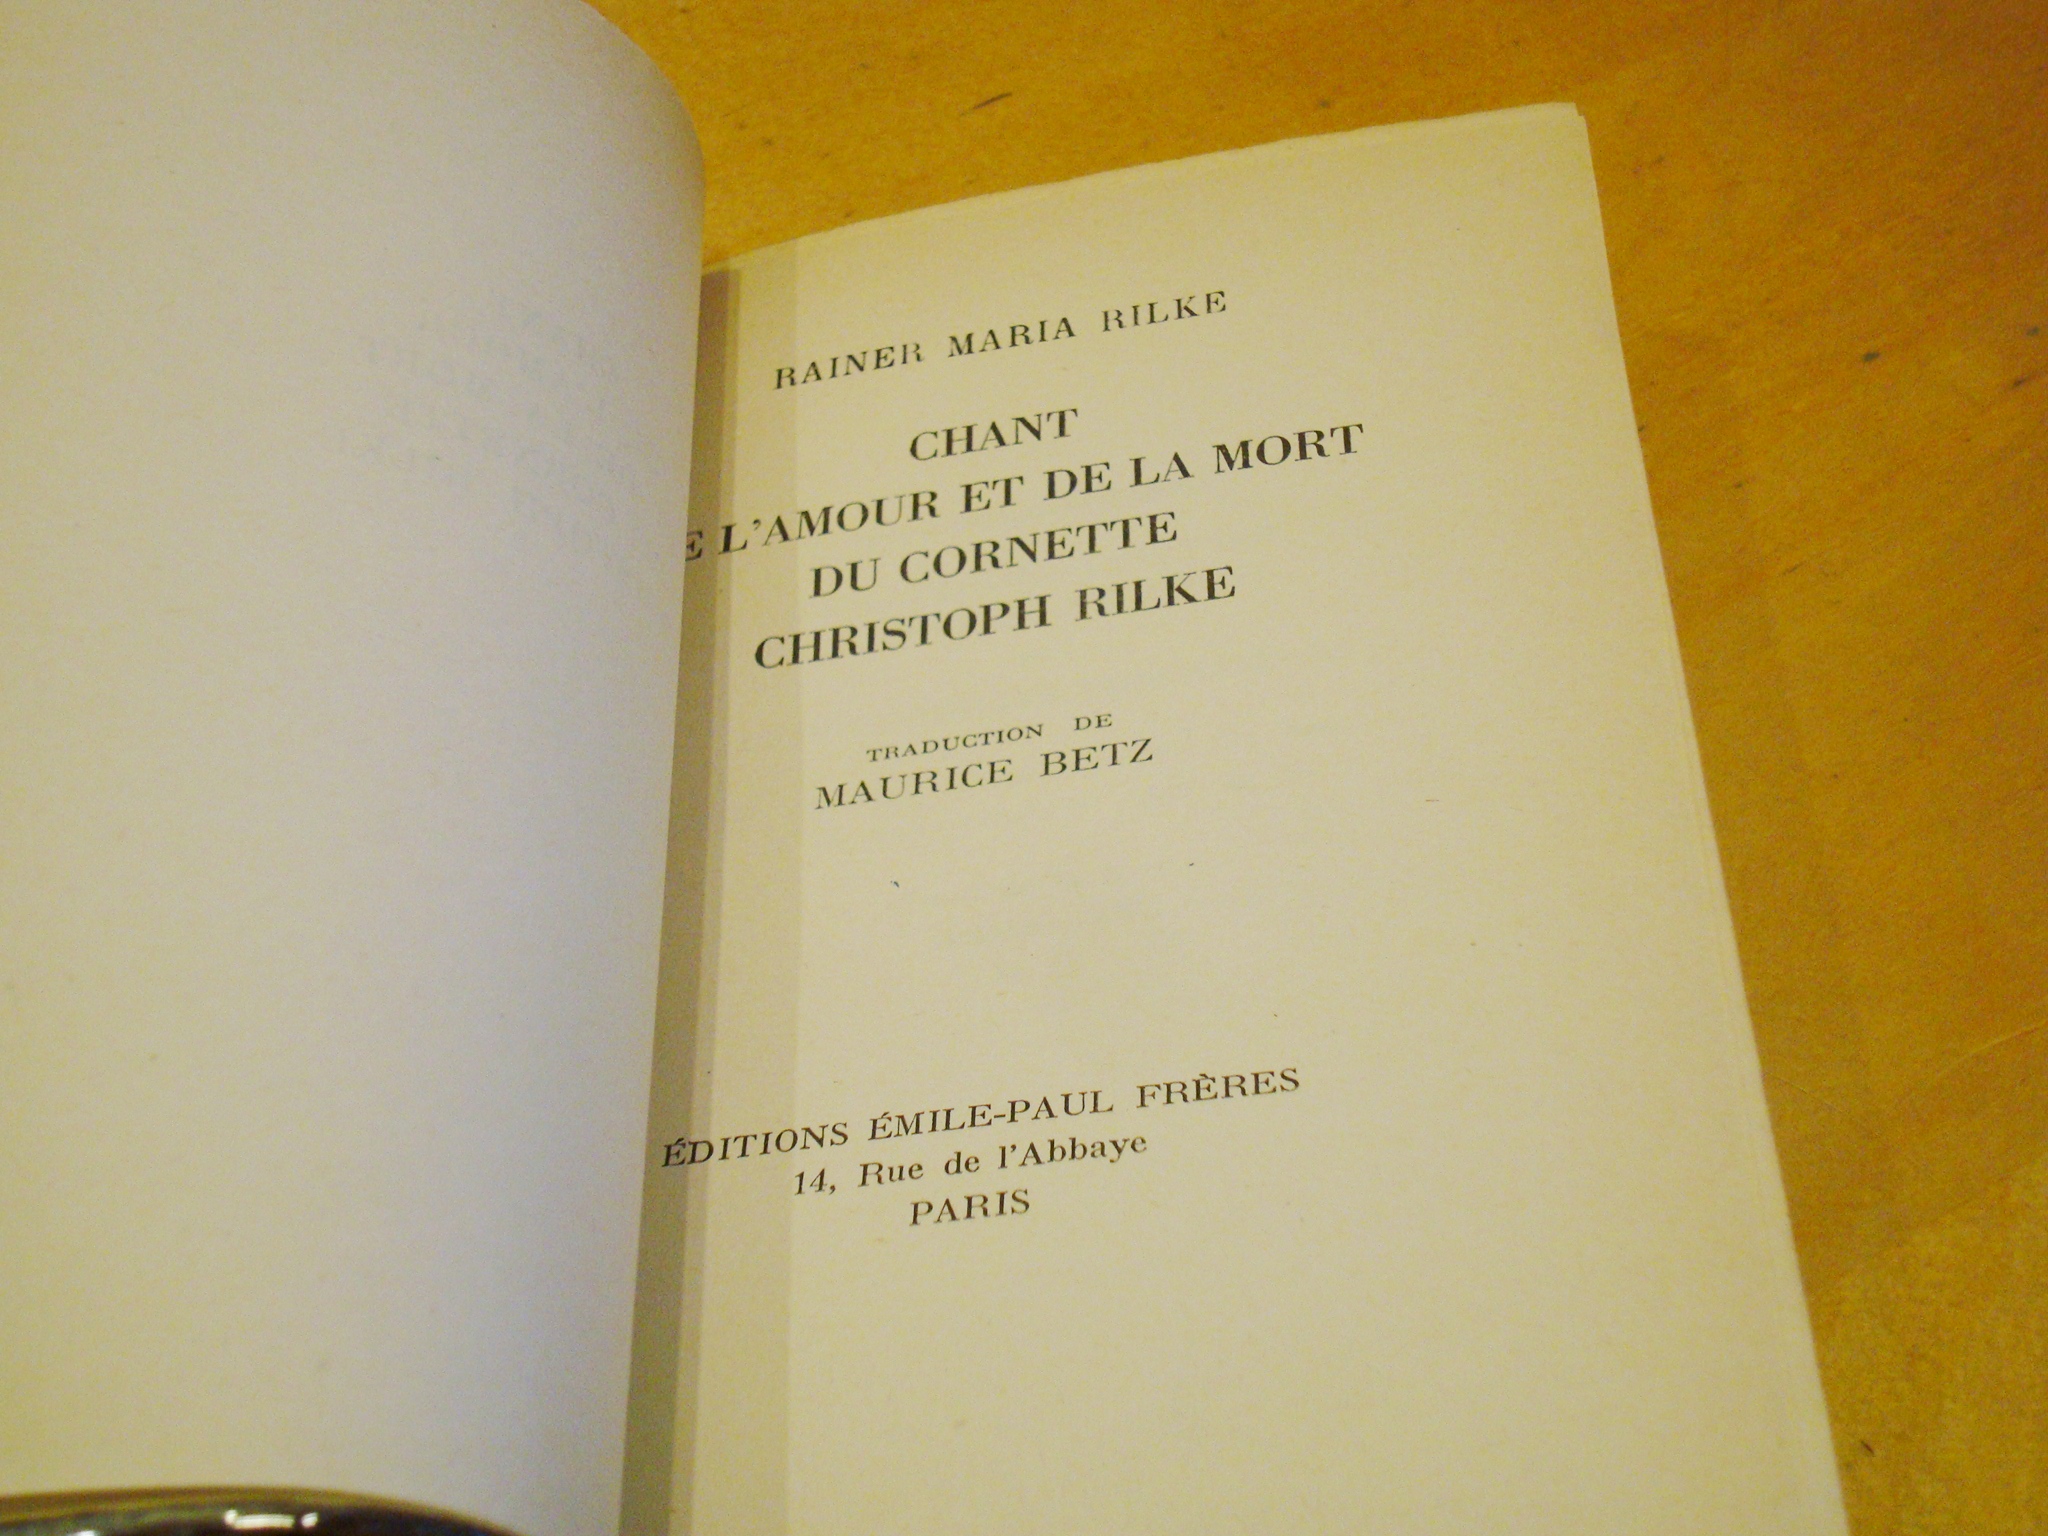 RAINER MARIA RILKE
CHANT
E L'AMOUR ET DE LA MORT
DU CORNETTE
CHRISTOPH RILKE
TRADUCTION DE
MAURICE BETZ
ÉDITIONS ÉMILE-PAUL FRÈRES
14, Rue de l'Abbaye
PARIS